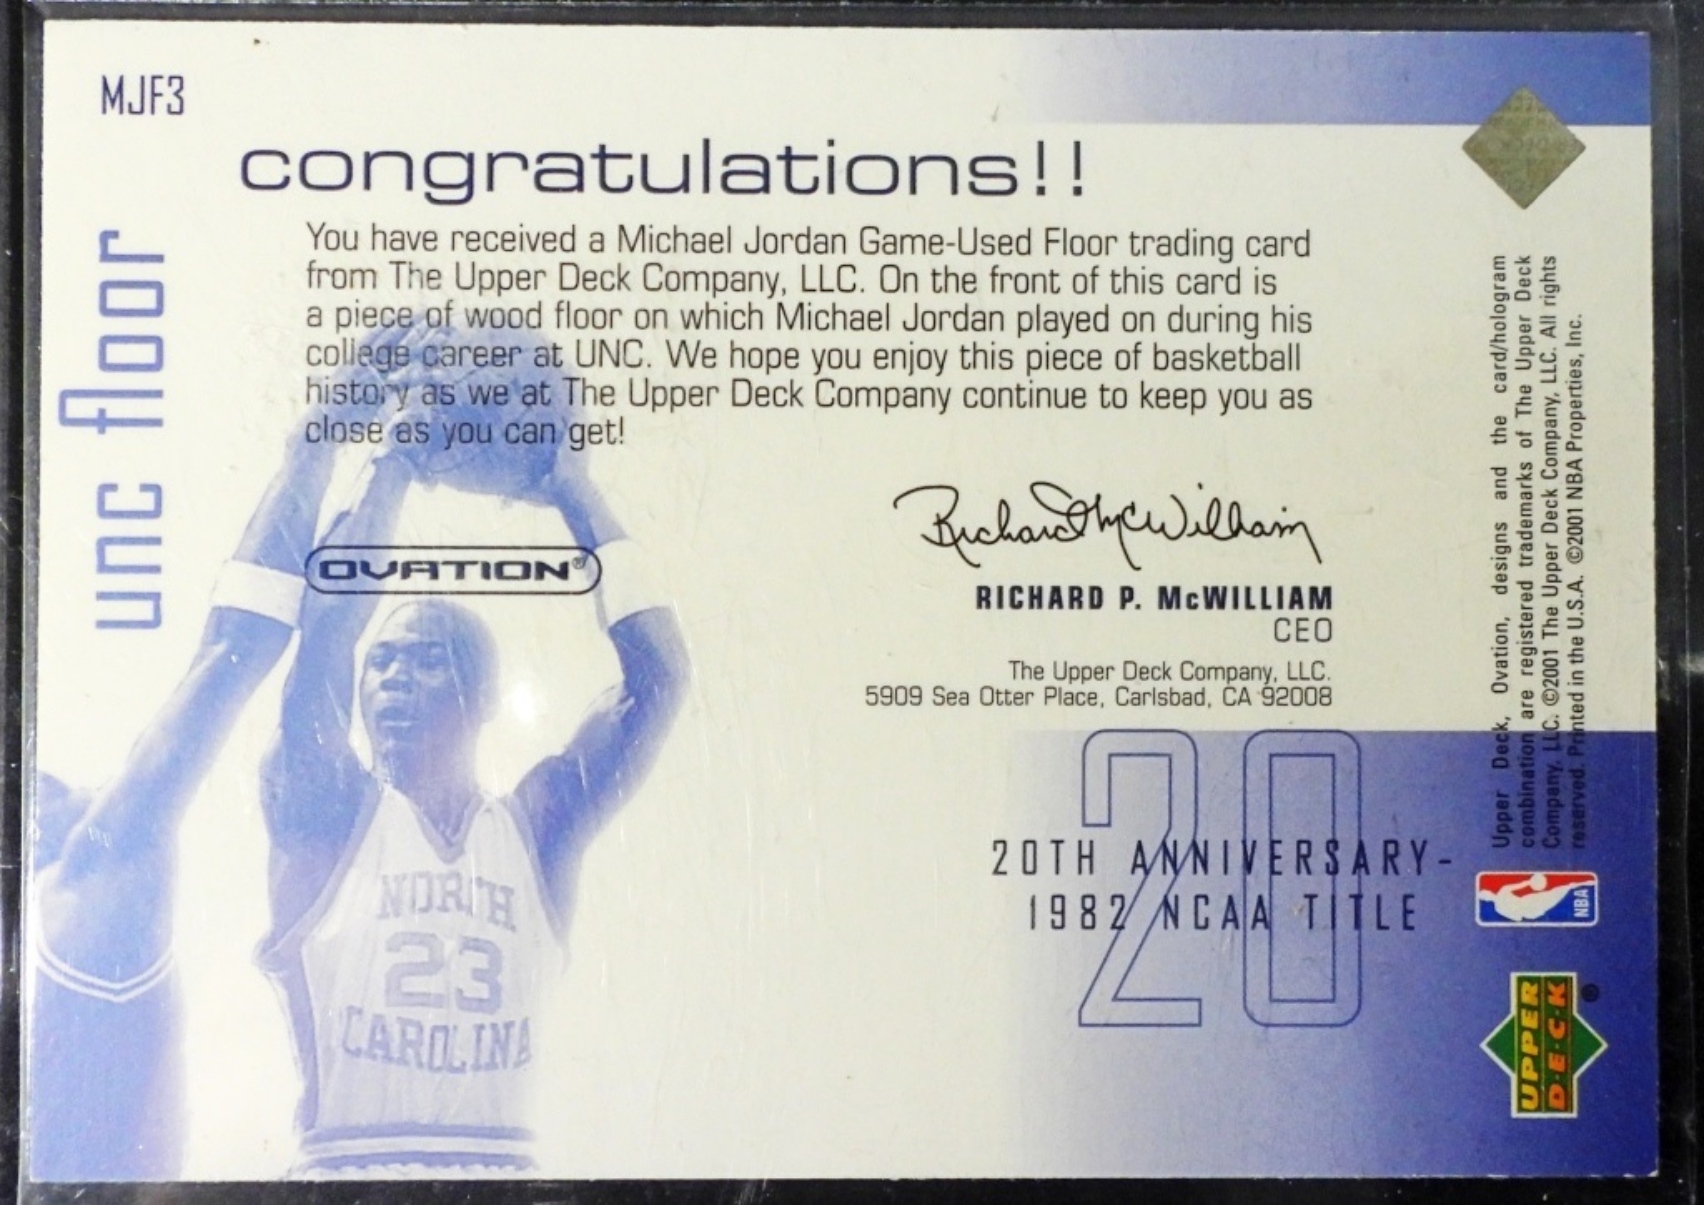 MJF3
congratulations!!
You have received a Michael Jordan Game-Used Floor trading card
from The Upper Deck Company, LLC. On the front of this card is
a piece of wood floor on which Michael Jordan played on during his
college career at UNC. We hope you enjoy this piece of basketball
history as we at The Upper Deck Company continue to keep you as
close as you can get!
unc floor
OVATION®
Richard McWilliam
RICHARD P. McWILLIAM
CEO
The Upper Deck Company, LLC.
5909 Sea Otter Place, Carlsbad, CA 92008
20
20TH ANNIVERSARY-
1982 NCAA TITLE
NORTH
23
CAROLINA
Upper Deck, Ovation, designs and the card/hologram
combination are registered trademarks of The Upper Deck
Company, LLC. ©2001 The Upper Deck Company, LLC. All rights
reserved. Printed in the U.S.A. ©2001 NBA Properties, Inc.
NBA
UPPER
D·E·C·K
®